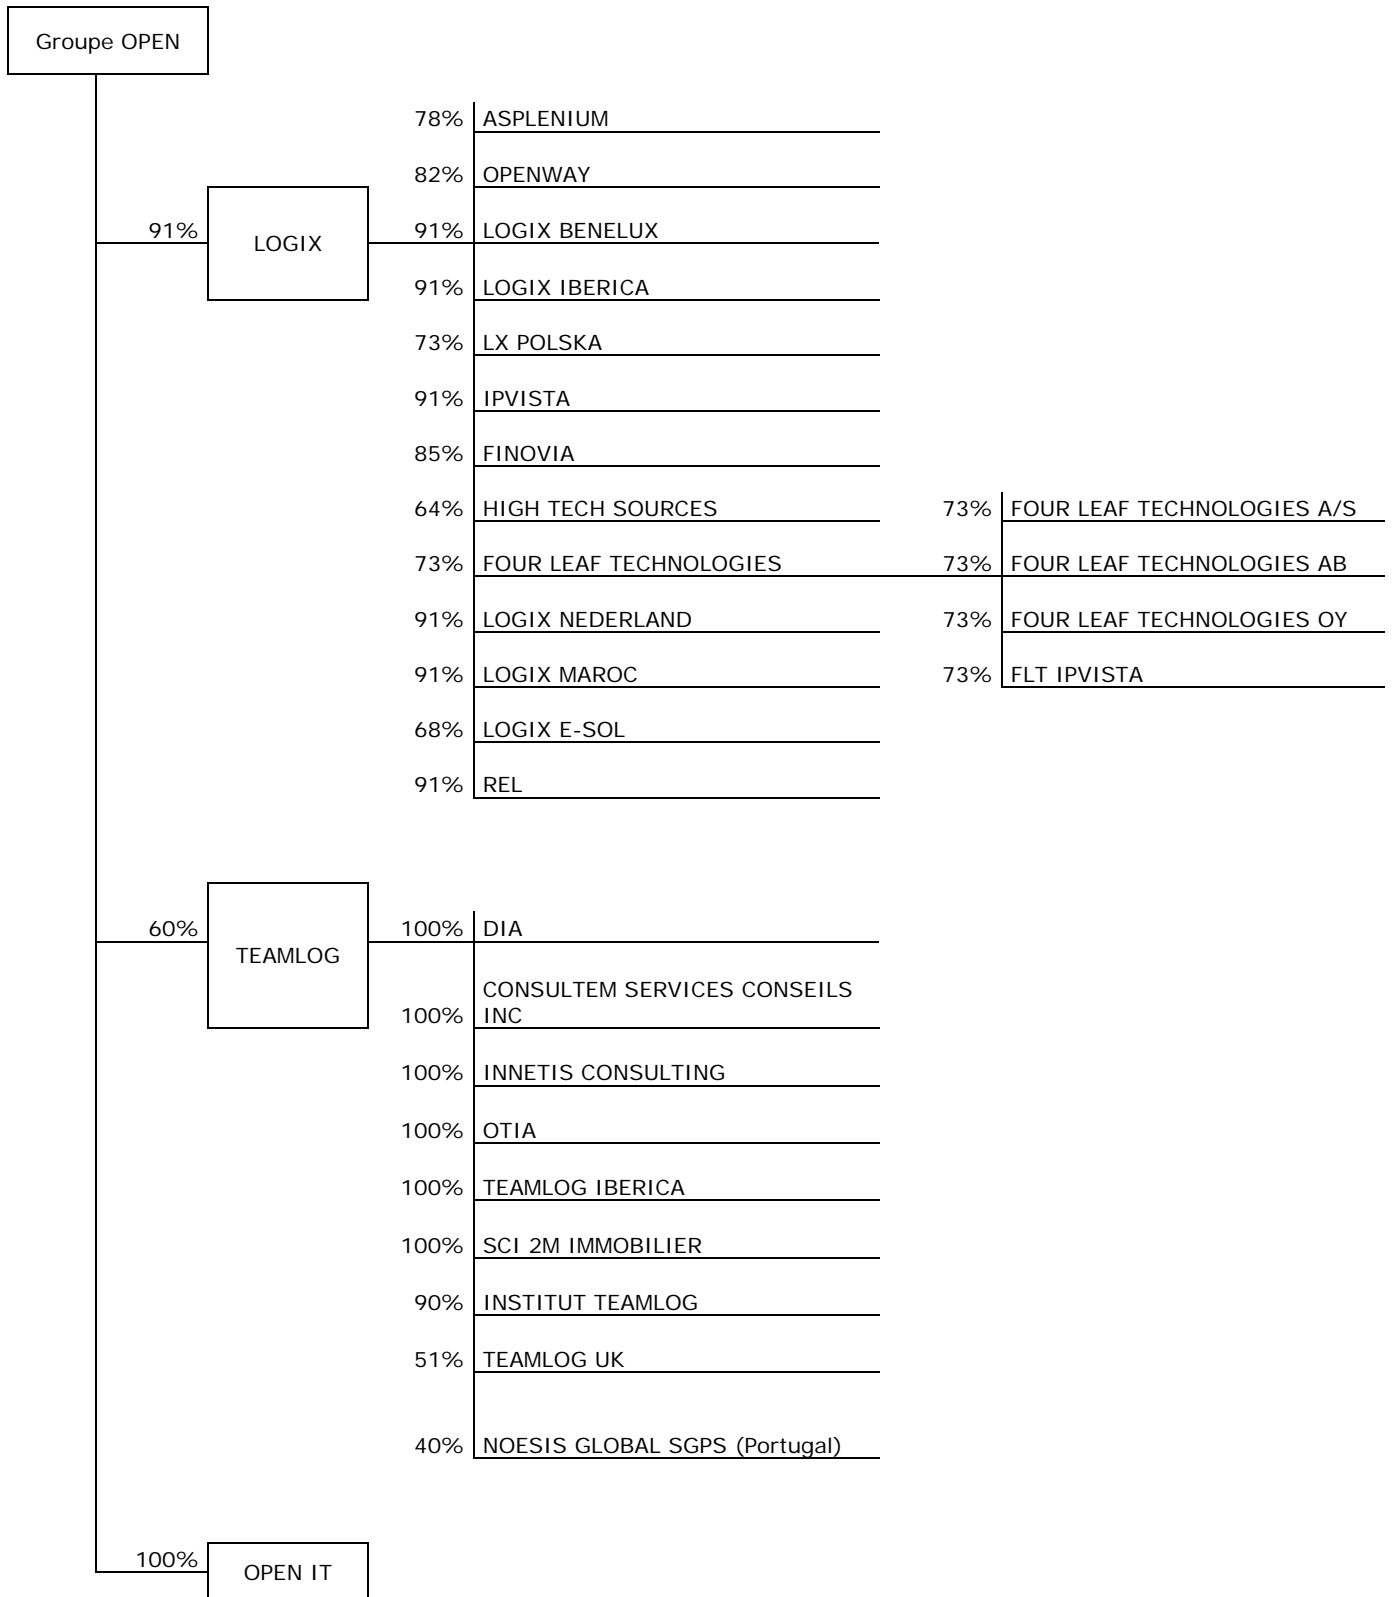 Groupe OPEN
78% ASPLENIUM
82% OPENWAY
91% LOGIX 91% LOGIX BENELUX
91% LOGIX IBERICA
73% LX POLSKA
91% IPVISTA
85% FINOVIA
64% HIGH TECH SOURCES 73% FOUR LEAF TECHNOLOGIES A/S
73% FOUR LEAF TECHNOLOGIES 73% FOUR LEAF TECHNOLOGIES AB
91% LOGIX NEDERLAND 73% FOUR LEAF TECHNOLOGIES OY
91% LOGIX MAROC 73% FLT IPVISTA
68% LOGIX E-SOL
91% REL
60% TEAMLOG 100% DIA
CONSULTEM SERVICES CONSEILS
100% INC
100% INNETIS CONSULTING
100% OTIA
100% TEAMLOG IBERICA
100% SCI 2M IMMOBILIER
90% INSTITUT TEAMLOG
51% TEAMLOG UK
40% NOESIS GLOBAL SGPS (Portugal)
100% OPEN IT